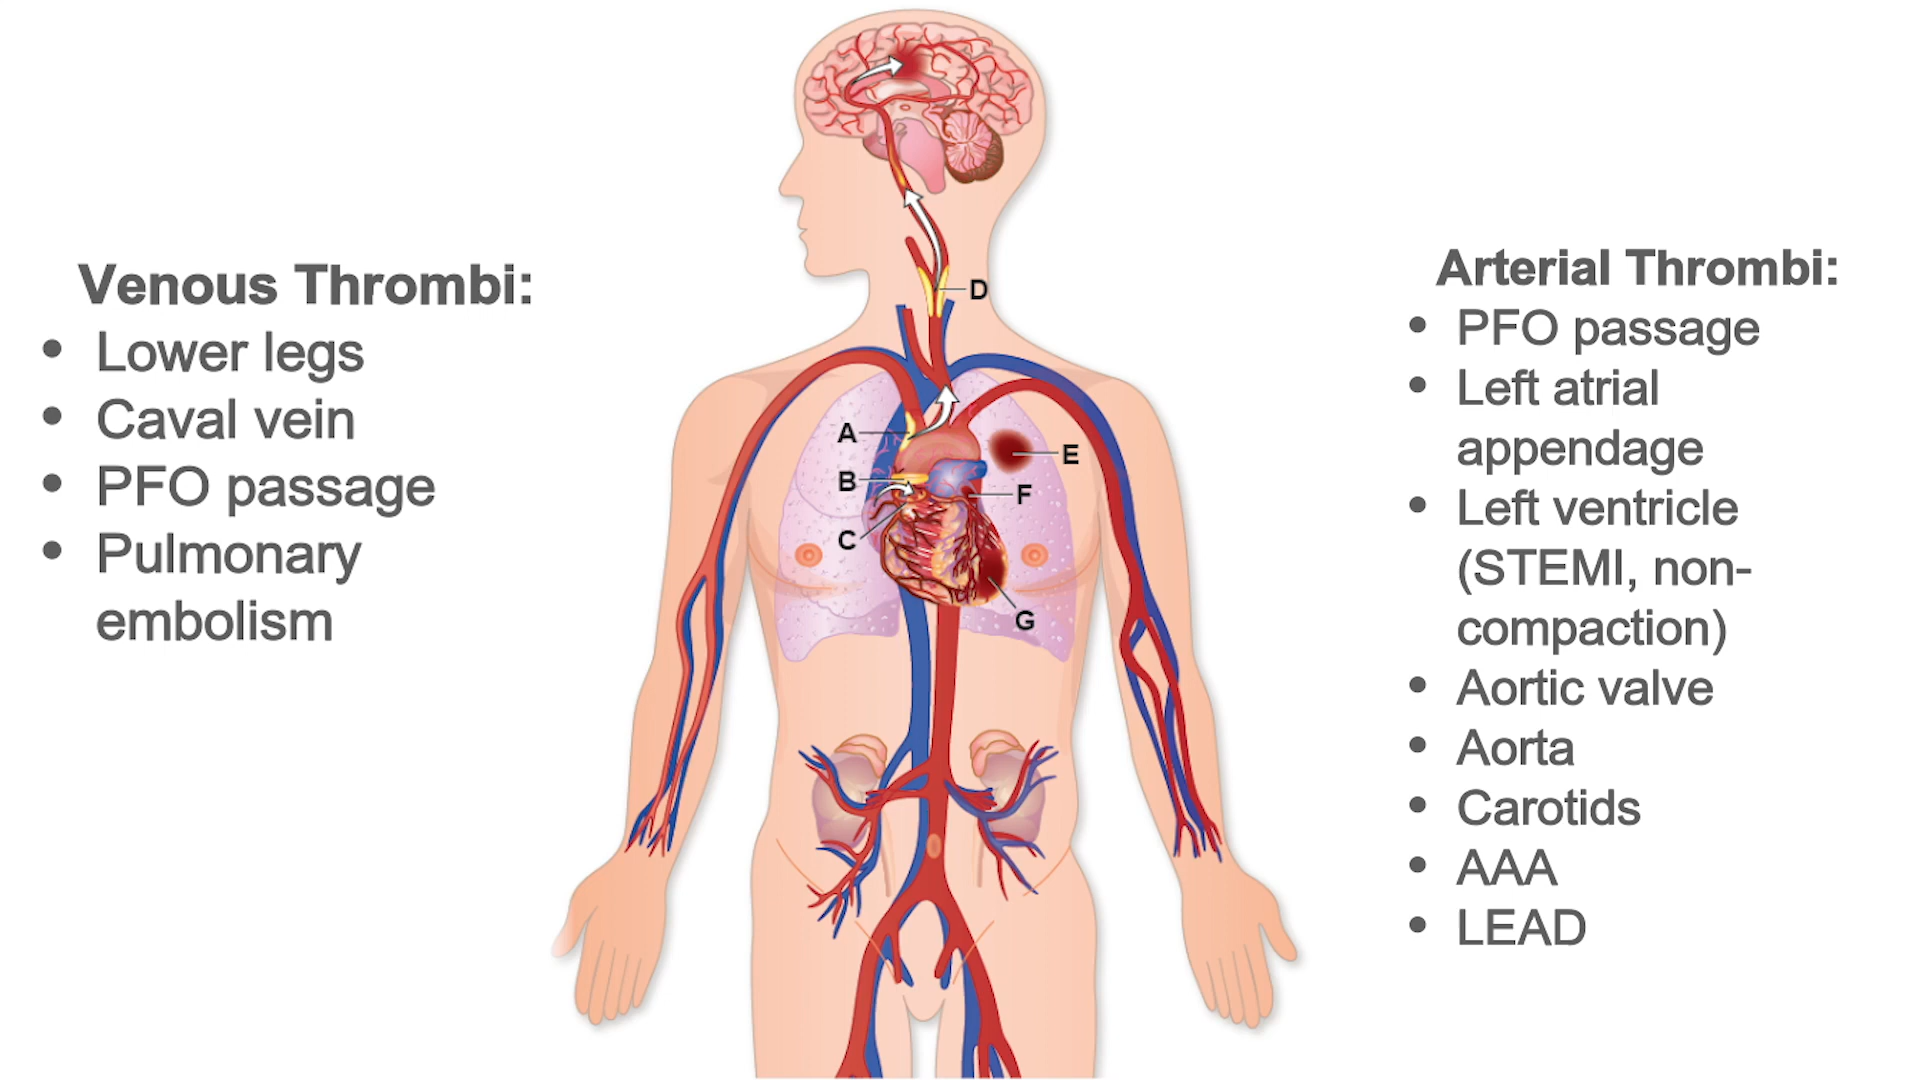 Venous Thrombi:
• Lower legs
• Caval vein
• PFO passage
• Pulmonary
embolism
A
B
C
D
E
F
G
Arterial Thrombi:
• PFO passage
• Left atrial
appendage
• Left ventricle
(STEMI, non-
compaction)
• Aortic valve
• Aorta
• Carotids
• AAA
• LEAD